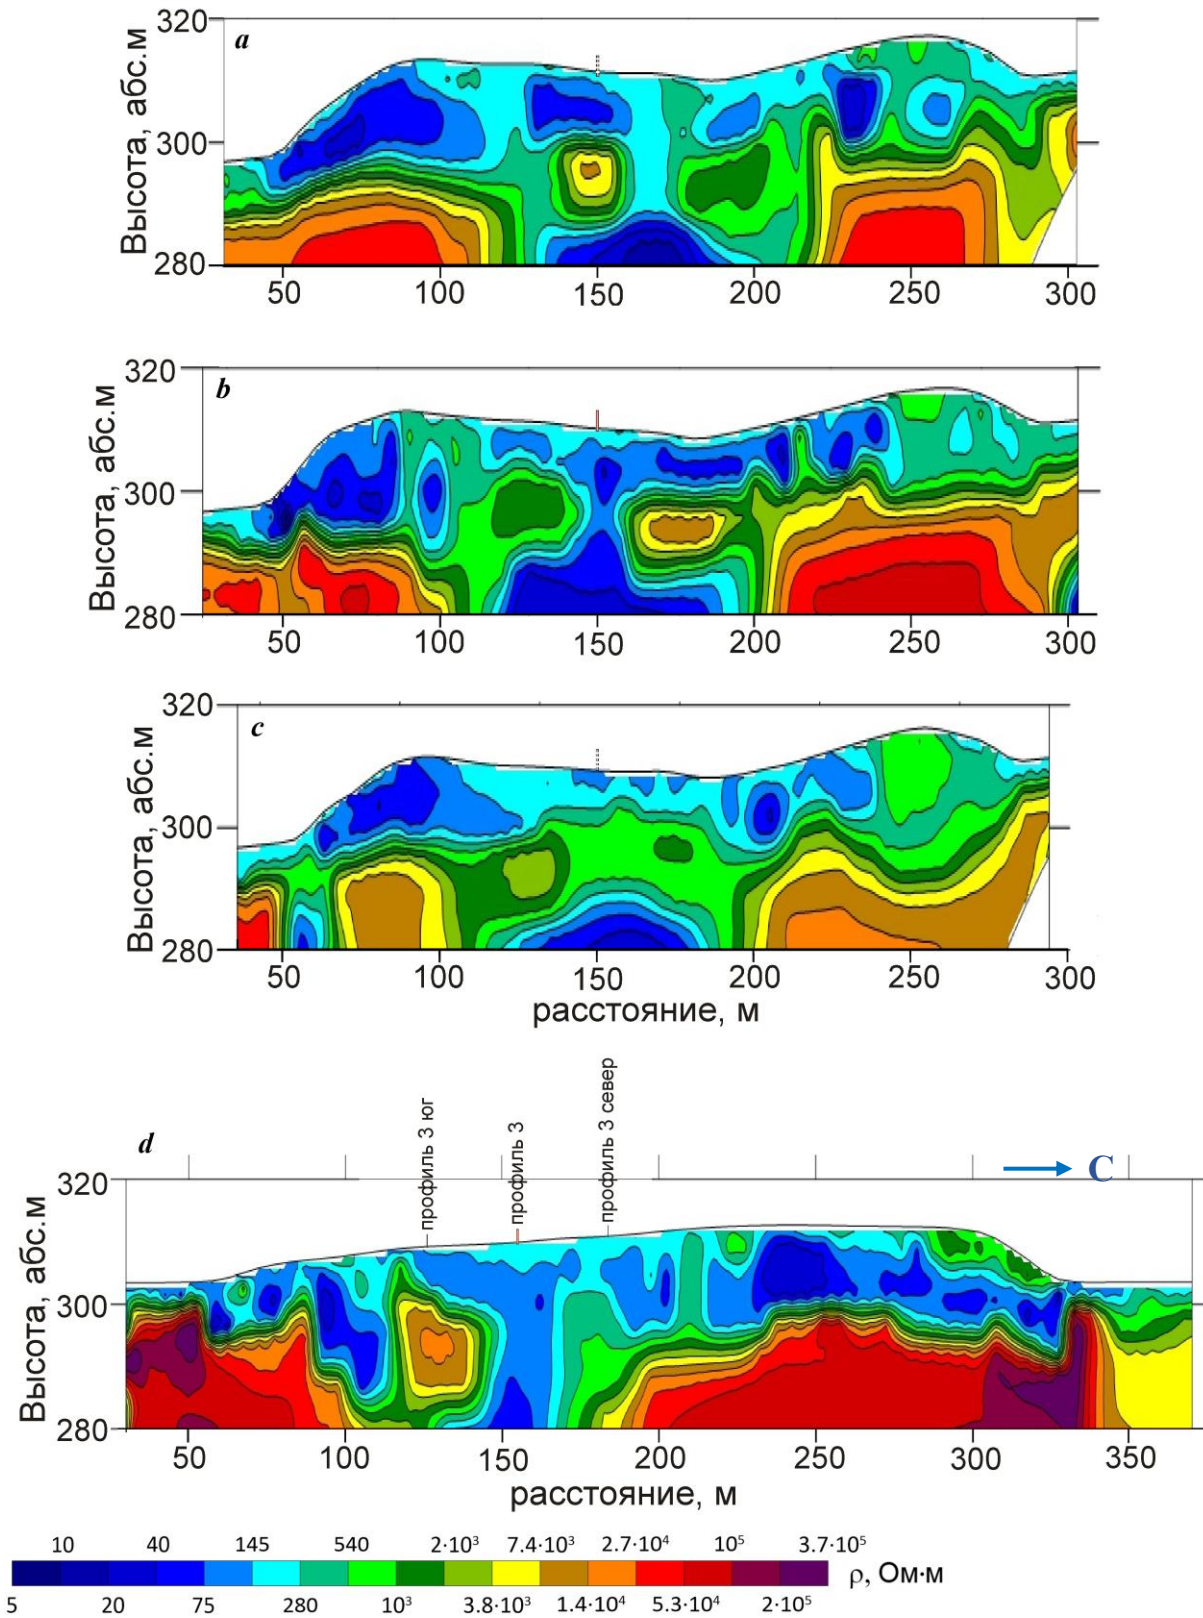 320
a
Высота, абс.м
300
280
50 100 150 200 250 300
320
b
Высота, абс.м
300
280
50 100 150 200 250 300
320
c
Высота, абс.м
300
280
50 100 150 200 250 300
расстояние, м
профиль 3 юг
профиль 3
профиль 3 север
d
С
320
Высота, абс.м
300
280
50 100 150 200 250 300 350
расстояние, м
10 40 145 540 2·10³ 7.4·10³ 2.7·10⁴ 10⁵ 3.7·10⁵
ρ, Ом·м
5 20 75 280 10³ 3.8·10³ 1.4·10⁴ 5.3·10⁴ 2·10⁵